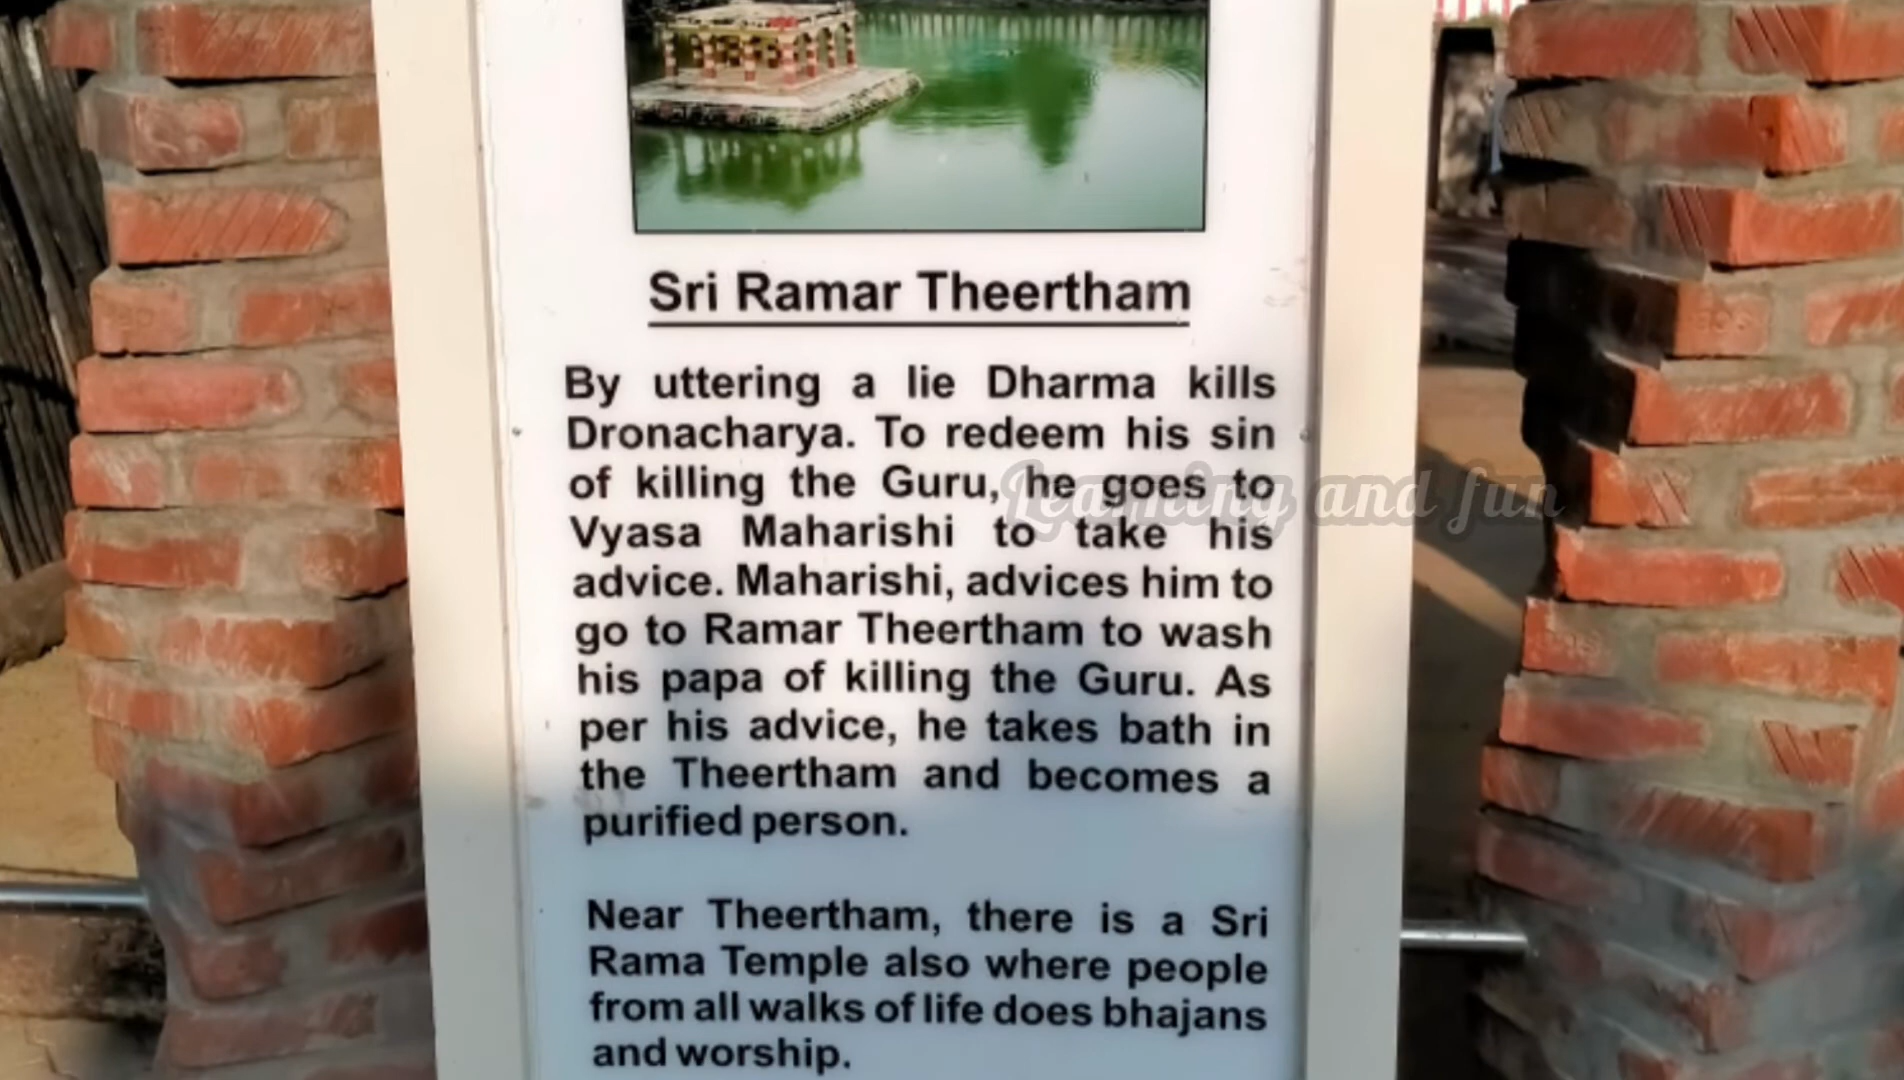 Sri Ramar Theertham
By uttering a lie Dharma kills
Dronacharya. To redeem his sin
of killing the Guru, he goes to
Vyasa Maharishi to take his
advice. Maharishi, advices him to
go to Ramar Theertham to wash
his papa of killing the Guru. As
per his advice, he takes bath in
the Theertham and becomes a
purified person.
Near Theertham, there is a Sri
Rama Temple also where people
from all walks of life does bhajans
and worship.
Learning and fun